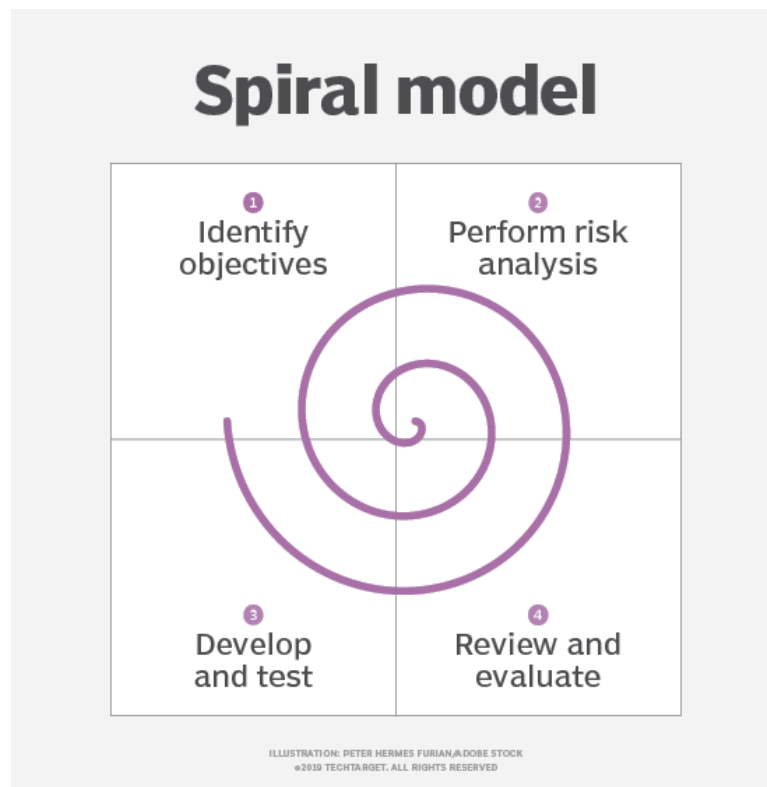 Spiral model
1
Identify
objectives
2
Perform risk
analysis
3
Develop
and test
4
Review and
evaluate
ILLUSTRATION: PETER HERMES FURIAN/ADOBE STOCK
©2019 TECHTARGET. ALL RIGHTS RESERVED